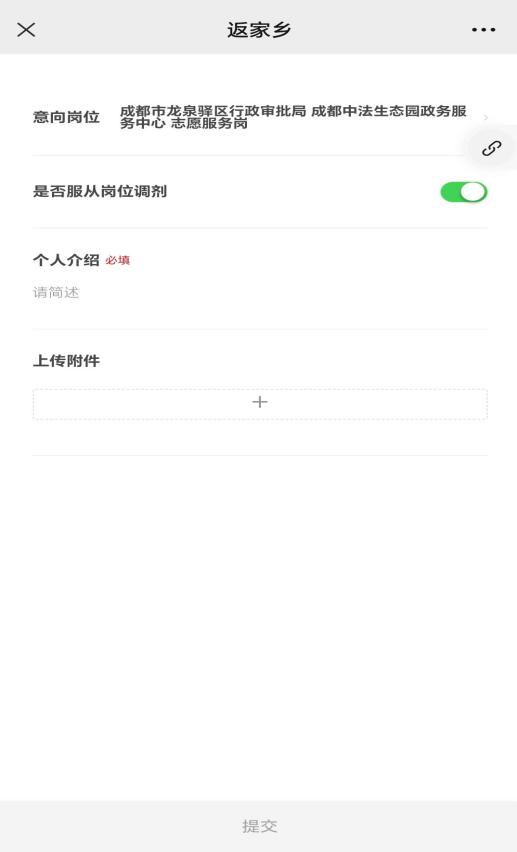 返家乡
意向岗位
成都市龙泉驿区行政审批局 成都中法生态园政务服
务中心 志愿服务岗
是否服从岗位调剂
个人介绍 必填
请简述
上传附件
提交